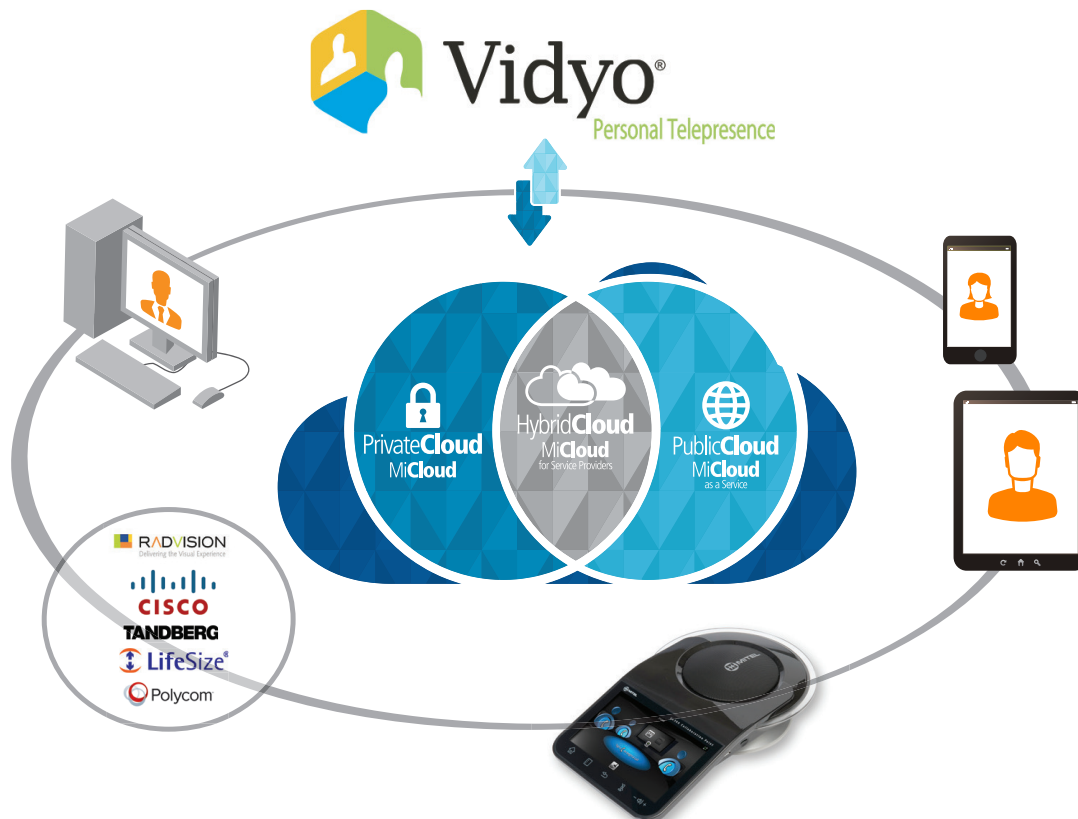 Vidyo®
Personal Telepresence
PrivateCloud
MiCloud
HybridCloud
MiCloud
for Service Providers
PublicCloud
MiCloud
as a Service
RADVISION
Delivering the Visual Experience
CISCO
TANDBERG
LifeSize®
Polycom
MITEL